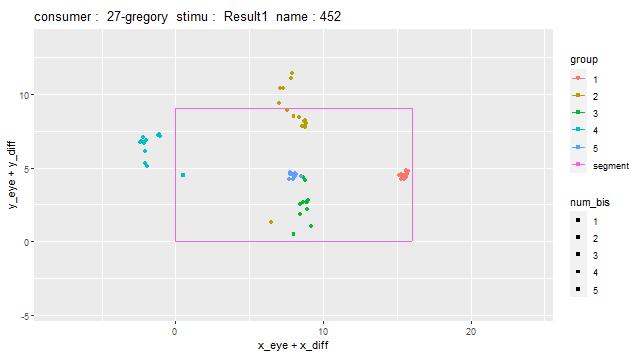 consumer : 27-gregory stimu : Result1 name : 452
y_eye + y_diff
10
5
0
-5
0
10
20
x_eye + x_diff
group
1
2
3
4
5
segment
num_bis
1
2
3
4
5